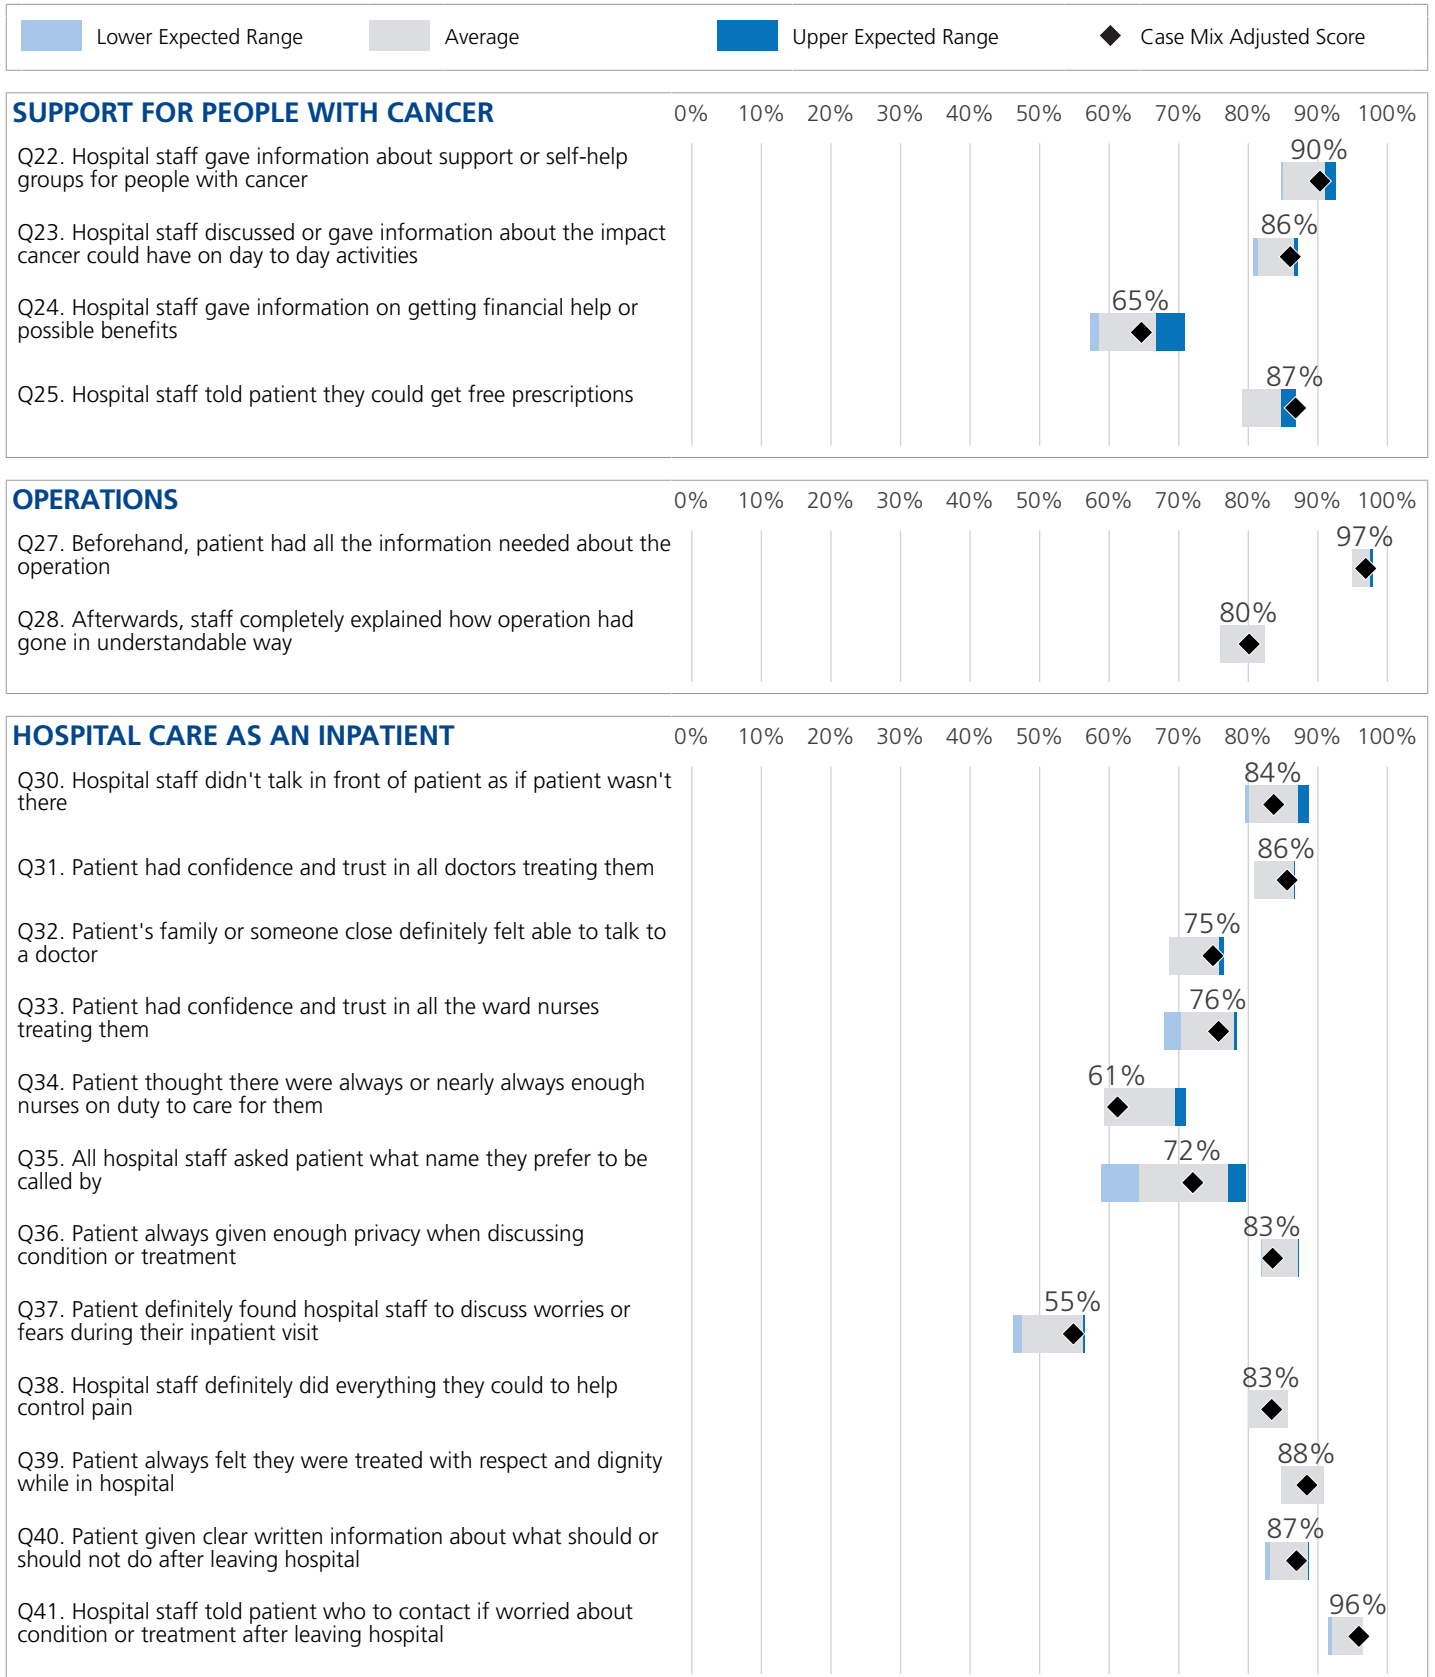 Lower Expected Range Average Upper Expected Range Case Mix Adjusted Score
SUPPORT FOR PEOPLE WITH CANCER 0% 10% 20% 30% 40% 50% 60% 70% 80% 90% 100%
Q22. Hospital staff gave information about support or self-help
groups for people with cancer
90%
Q23. Hospital staff discussed or gave information about the impact
cancer could have on day to day activities
86%
Q24. Hospital staff gave information on getting financial help or
possible benefits
65%
Q25. Hospital staff told patient they could get free prescriptions
87%
OPERATIONS 0% 10% 20% 30% 40% 50% 60% 70% 80% 90% 100%
Q27. Beforehand, patient had all the information needed about the
operation
97%
Q28. Afterwards, staff completely explained how operation had
gone in understandable way
80%
HOSPITAL CARE AS AN INPATIENT 0% 10% 20% 30% 40% 50% 60% 70% 80% 90% 100%
Q30. Hospital staff didn't talk in front of patient as if patient wasn't
there
84%
Q31. Patient had confidence and trust in all doctors treating them
86%
Q32. Patient's family or someone close definitely felt able to talk to
a doctor
75%
Q33. Patient had confidence and trust in all the ward nurses
treating them
76%
Q34. Patient thought there were always or nearly always enough
nurses on duty to care for them
61%
Q35. All hospital staff asked patient what name they prefer to be
called by
72%
Q36. Patient always given enough privacy when discussing
condition or treatment
83%
Q37. Patient definitely found hospital staff to discuss worries or
fears during their inpatient visit
55%
Q38. Hospital staff definitely did everything they could to help
control pain
83%
Q39. Patient always felt they were treated with respect and dignity
while in hospital
88%
Q40. Patient given clear written information about what should or
should not do after leaving hospital
87%
Q41. Hospital staff told patient who to contact if worried about
condition or treatment after leaving hospital
96%